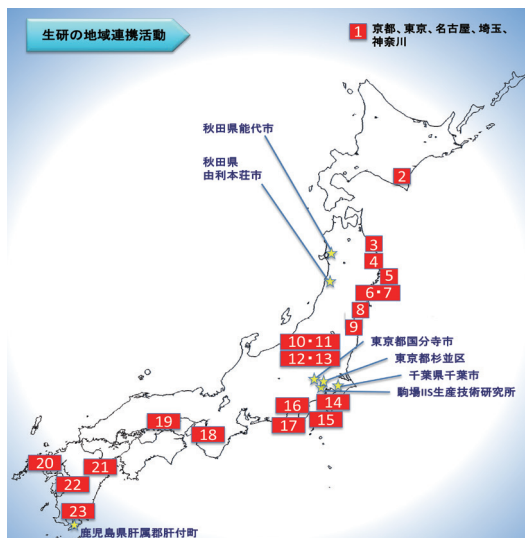 生研の地域連携活動
1 京都、東京、名古屋、埼玉、
神奈川
秋田県能代市
秋田県
由利本荘市
2
3
4
5
6・7
8
9
10・11
12・13
東京都国分寺市
東京都杉並区
千葉県千葉市
駒場IIS生産技術研究所
14
15
16
17
18
19
20
21
22
23
鹿児島県肝属郡肝付町